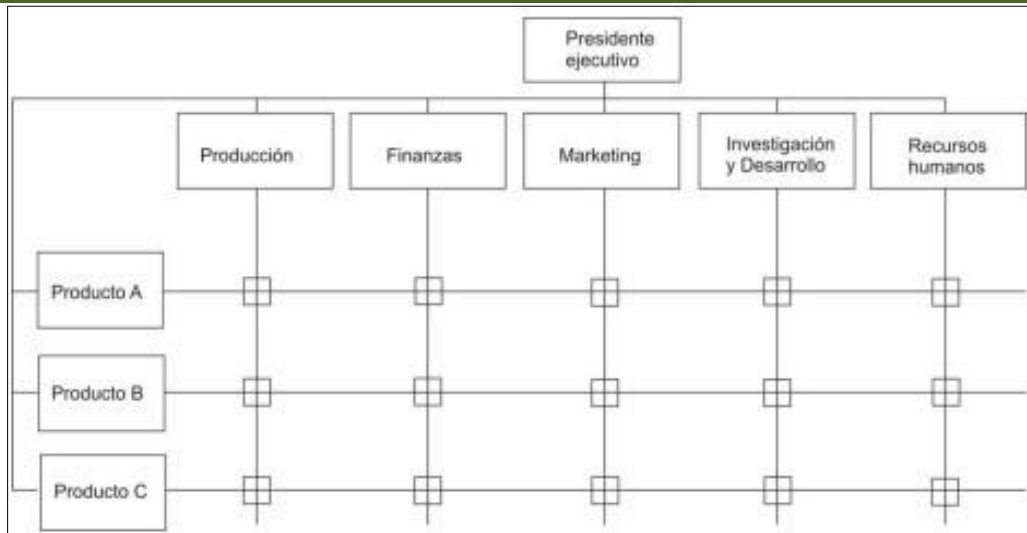 Presidente
ejecutivo
Producción
Finanzas
Marketing
Investigación
y Desarrollo
Recursos
humanos
Producto A
Producto B
Producto C